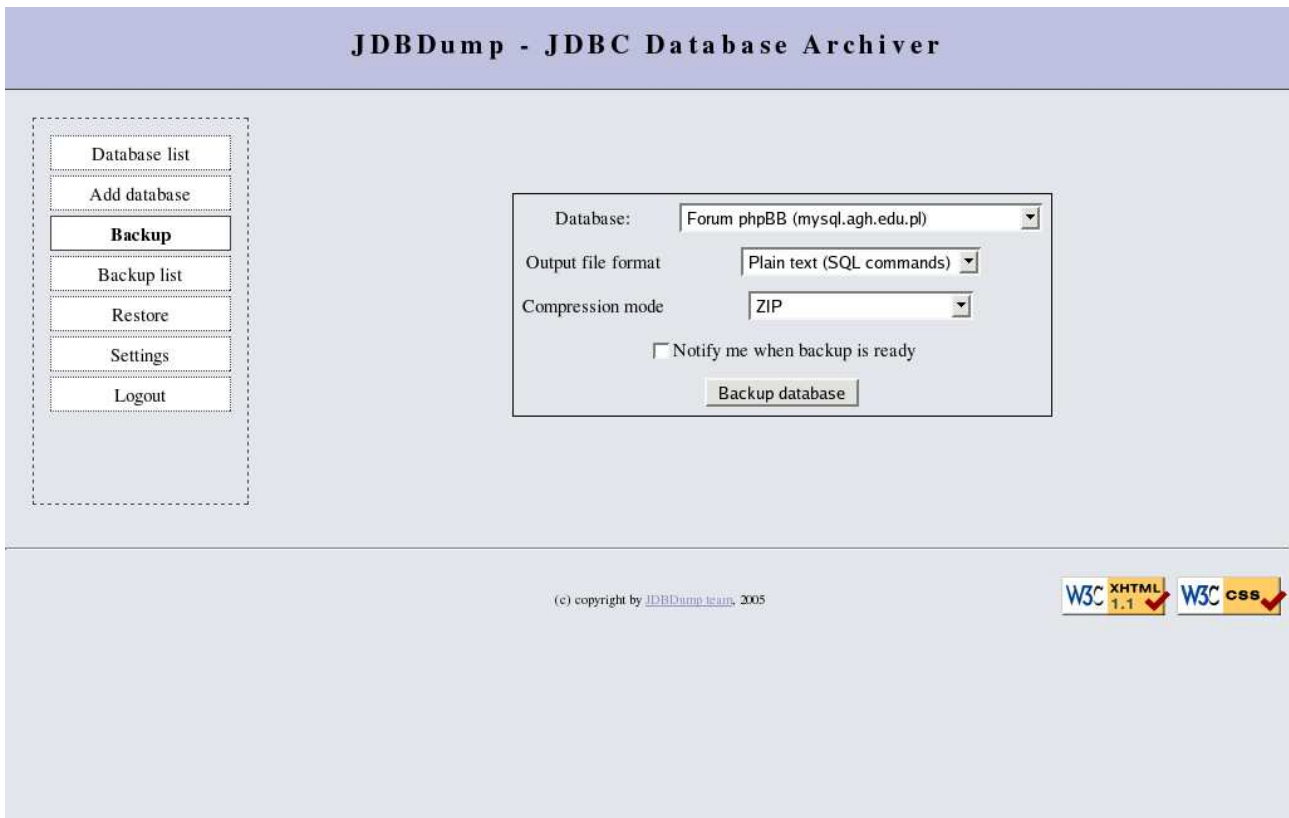 JDBDump - JDBC Database Archiver
Database list
Add database
Backup
Backup list
Restore
Settings
Logout
Database: Forum phpBB (mysql.agh.edu.pl)
Output file format Plain text (SQL commands)
Compression mode ZIP
Notify me when backup is ready
Backup database
(c) copyright by JDBDump team, 2005
W3C XHTML 1.1
W3C css